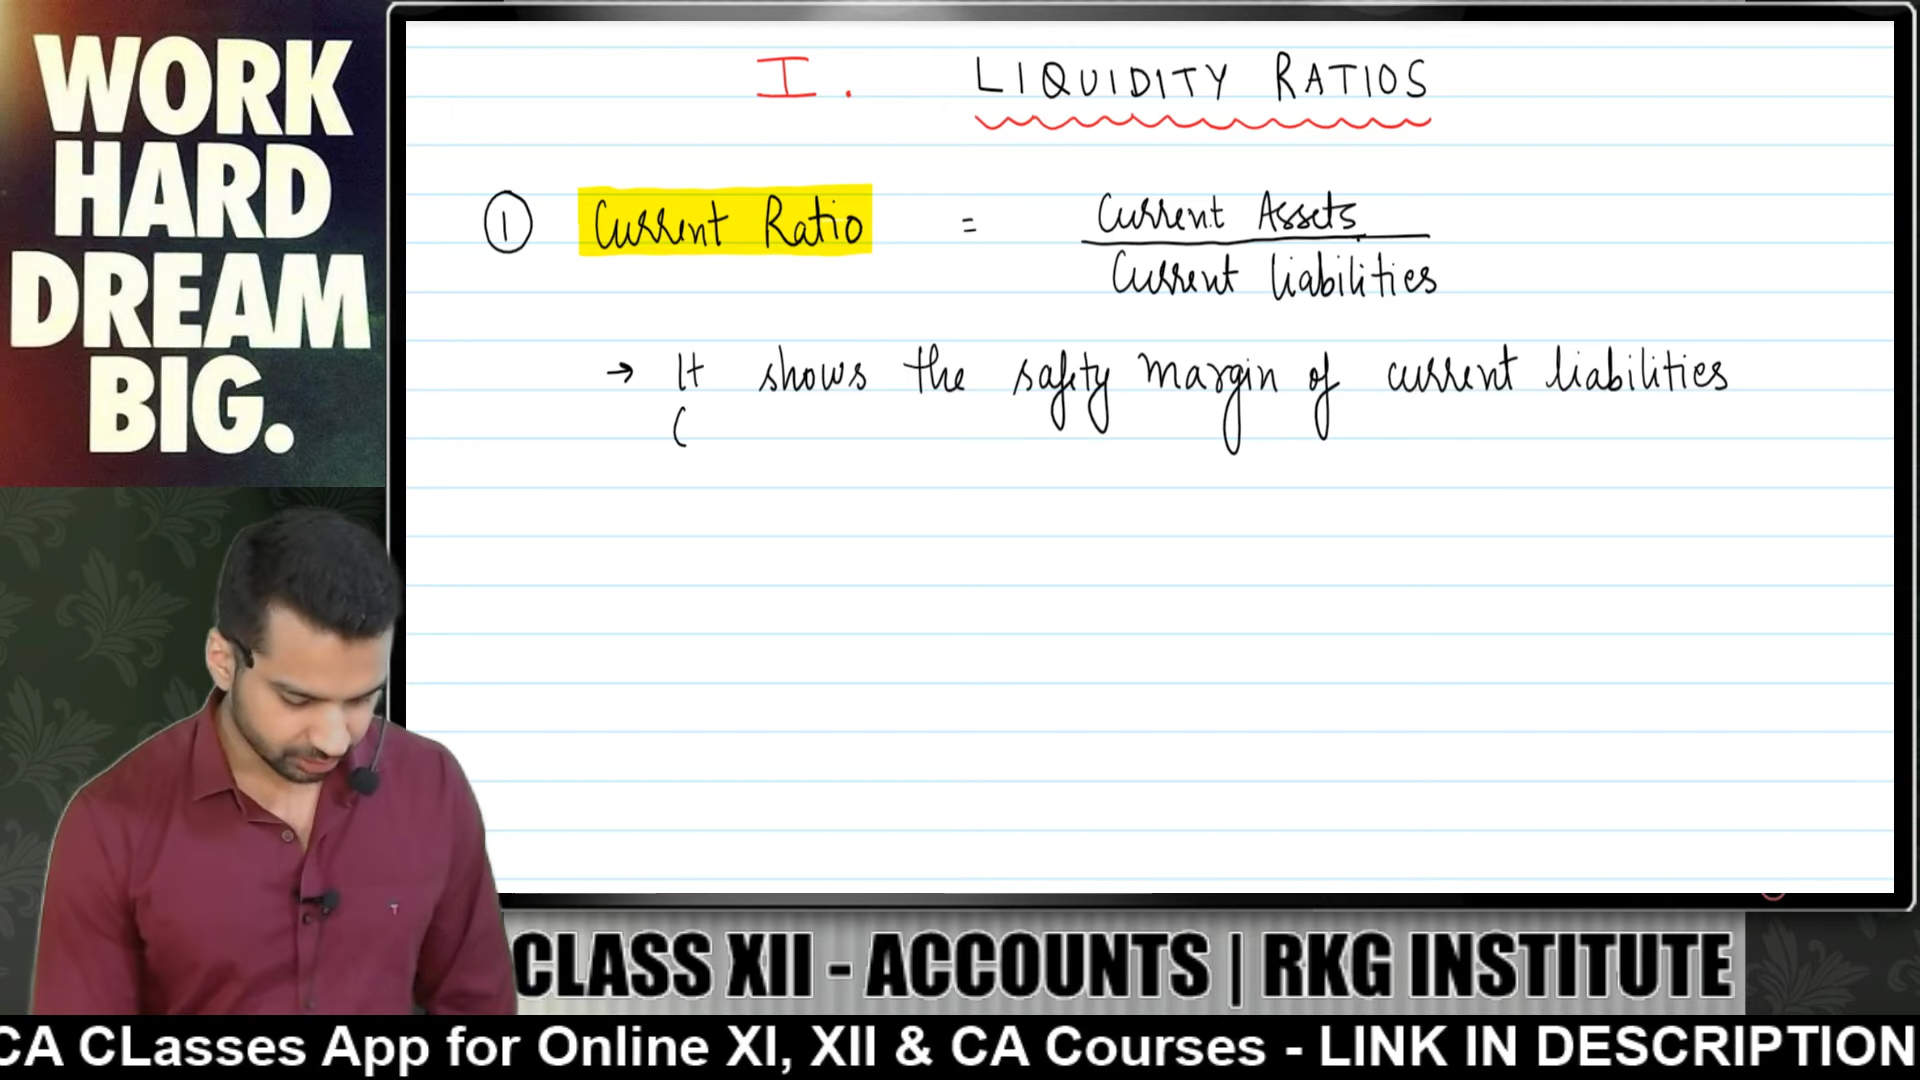 WORK
HARD
DREAM
BIG.
I. LIQUIDITY RATIOS
① Current Ratio = Current Assets
Current liabilities
→ It shows the safety margin of current liabilities
(
CLASS XII - ACCOUNTS | RKG INSTITUTE
CA CLasses App for Online XI, XII & CA Courses - LINK IN DESCRIPTION